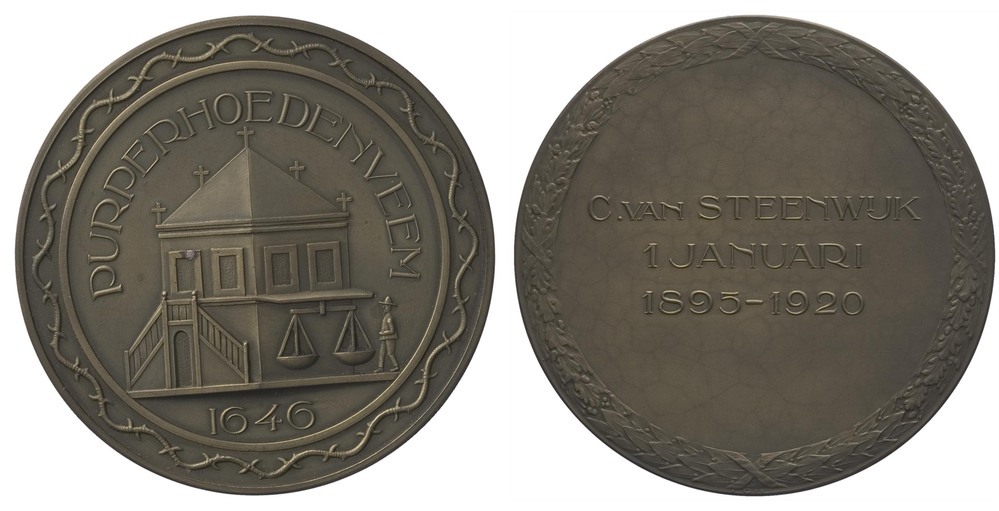 PURPERHOEDENVEEM
1646
C. VAN STEENWIJK
1 JANUARI
1895-1920